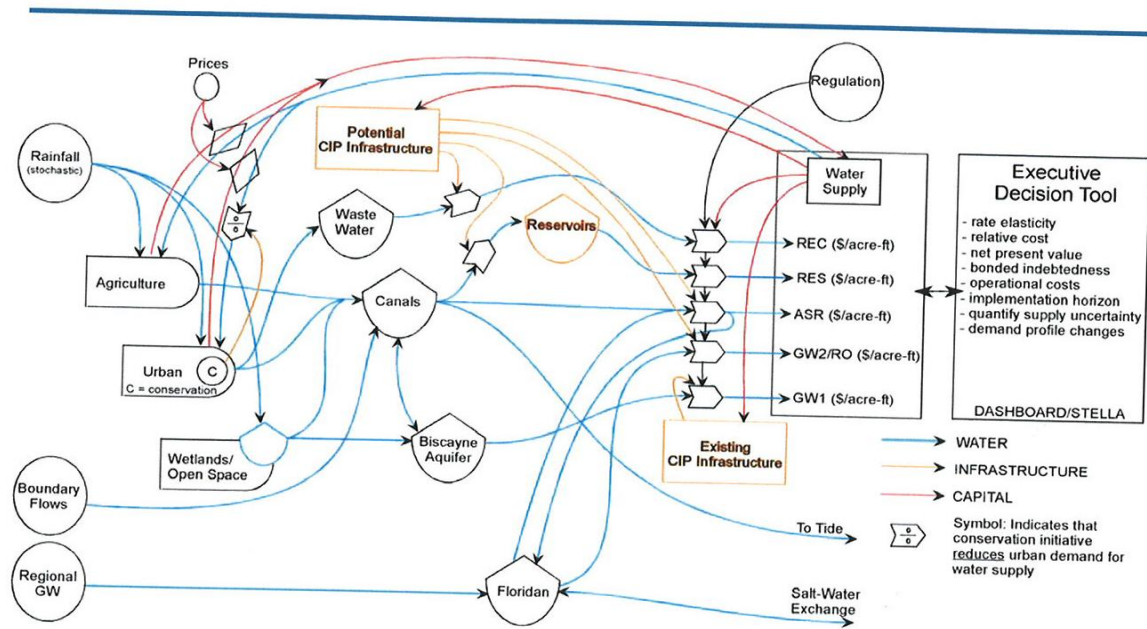 Prices
Regulation
Rainfall
(stochastic)
Potential
CIP Infrastructure
Water
Supply
Executive
Decision Tool
- rate elasticity
- relative cost
- net present value
- bonded indebtedness
- operational costs
- implementation horizon
- quantify supply uncertainty
- demand profile changes
DASHBOARD/STELLA
÷
Waste
Water
Reservoirs
REC ($/acre-ft)
RES ($/acre-ft)
ASR ($/acre-ft)
GW2/RO ($/acre-ft)
GW1 ($/acre-ft)
Agriculture
Canals
Urban
C
C = conservation
Wetlands/
Open Space
Biscayne
Aquifer
Existing
CIP Infrastructure
WATER
INFRASTRUCTURE
CAPITAL
÷
Symbol: Indicates that
conservation initiative
reduces urban demand for
water supply
Boundary
Flows
To Tide
Regional
GW
Floridan
Salt-Water
Exchange